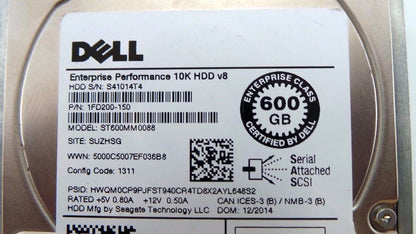 DELL
Enterprise Performance 10K HDD v8
HDD S/N: S41014T4
P/N: 1FD200-150
MODEL: ST600MM0088
SITE: SUZHSG
WWN: 5000C5007EF036B8
Config Code: 1311
ENTERPRISE CLASS
600
GB
CERTIFIED BY DELL
Serial
Attached
SCSI
PSID: HWQM0CP9PJFST940CR4TD8X2AYL648S2
RATED +5V 0.80A +12V 0.50A
CAN ICES-3 (B) / NMB-3 (B)
HDD Mfg by Seagate Technology LLC
DOM: 12/2014